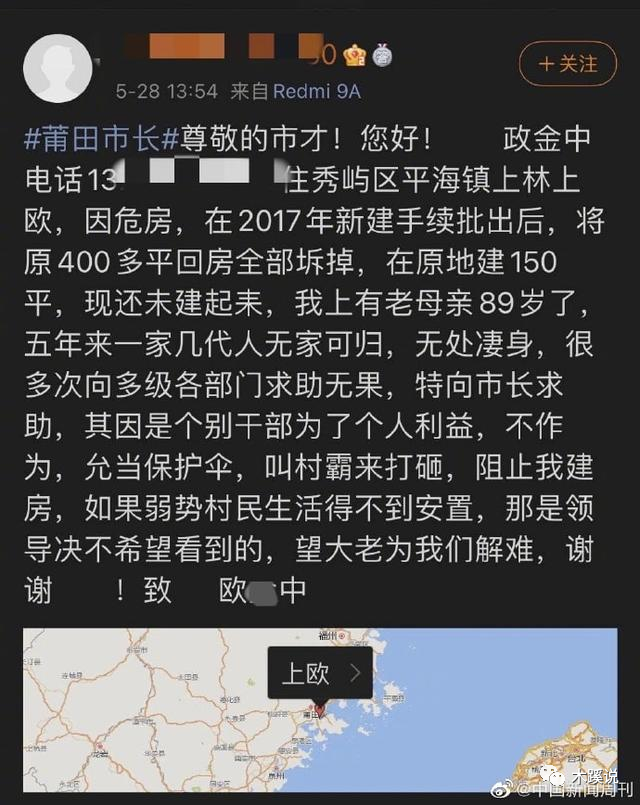 0
5-28 13:54 来自Redmi 9A
+关注
#莆田市长#尊敬的市才！您好！ 政金中
电话13 住秀屿区平海镇上林上
欧，因危房，在2017年新建手续批出后，将
原400多平回房全部坼掉，在原地建150
平，现还未建起耒，我上有老母亲89岁了，
五年来一家几代人无家可归，无处凄身，很
多次向多级各部门求助无果，特向市长求
助，其因是个别干部为了个人利益，不作
为，允当保护伞，叫村霸来打砸，阻止我建
房，如果弱势村民生活得不到安置，那是领
导决不希望看到的，望大老为我们解难，谢
谢 ！致 欧 中
福州
上欧 >
莆田
泉州
龙岩
台北
木蹊说
@中国新闻周刊